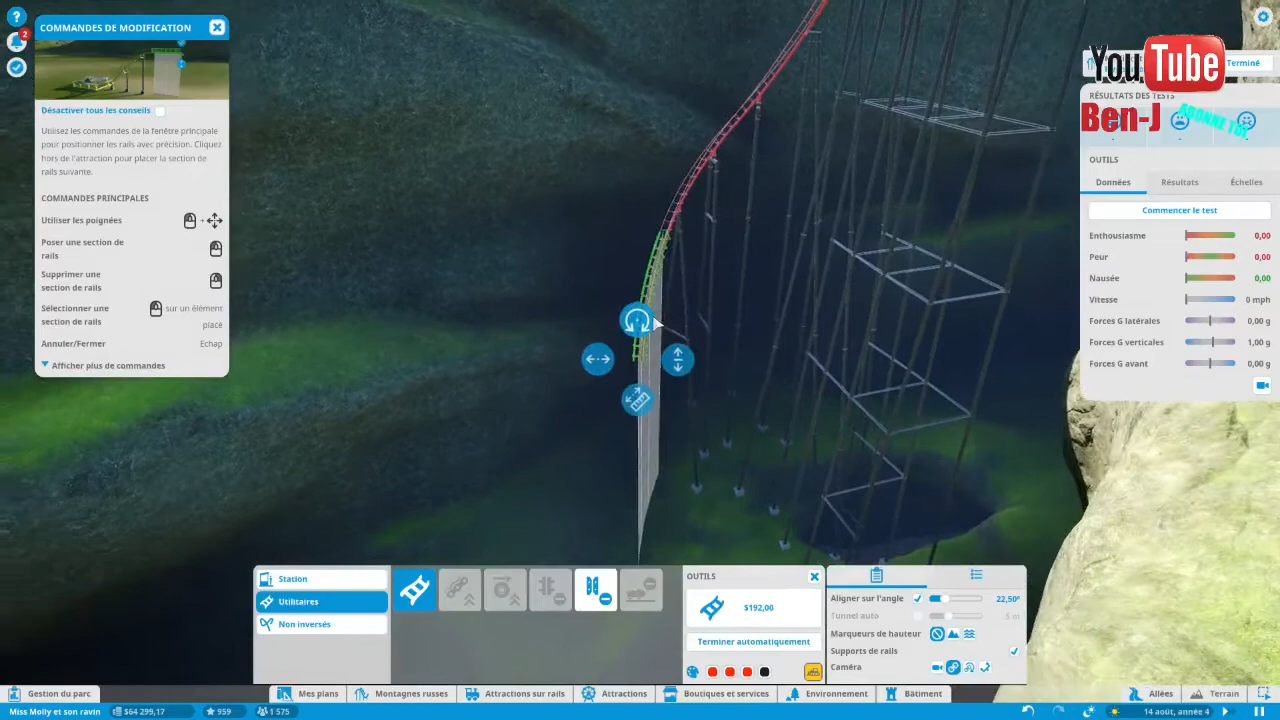 ?
2
COMMANDES DE MODIFICATION
Désactiver tous les conseils
Utilisez les commandes de la fenêtre principale
pour positionner les rails avec précision. Cliquez
hors de l'attraction pour placer la section de
rails suivante.
COMMANDES PRINCIPALES
Utiliser les poignées
Poser une section de
rails
Supprimer une
section de rails
Sélectionner une
section de rails
sur un élément
placé
Annuler/Fermer Echap
Afficher plus de commandes
YouTube
Ben-J
ABONNE TOI
Terminé
RÉSULTATS DES TESTS
- - -
OUTILS
Données Résultats Échelles
Commencer le test
Enthousiasme 0,00
Peur 0,00
Nausée 0,00
Vitesse 0 mph
Forces G latérales 0,00 g
Forces G verticales 1,00 g
Forces G avant 0,00 g
Station
Utilitaires
Non inversés
OUTILS
$192,00
Terminer automatiquement
Aligner sur l'angle 22,50°
Tunnel auto 5 m
Marqueurs de hauteur
Supports de rails
Caméra
Gestion du parc Mes plans Montagnes russes Attractions sur rails Attractions Boutiques et services Environnement Bâtiment Allées Terrain
Miss Molly et son ravin $64 299,17 959 1 575 14 août, année 4